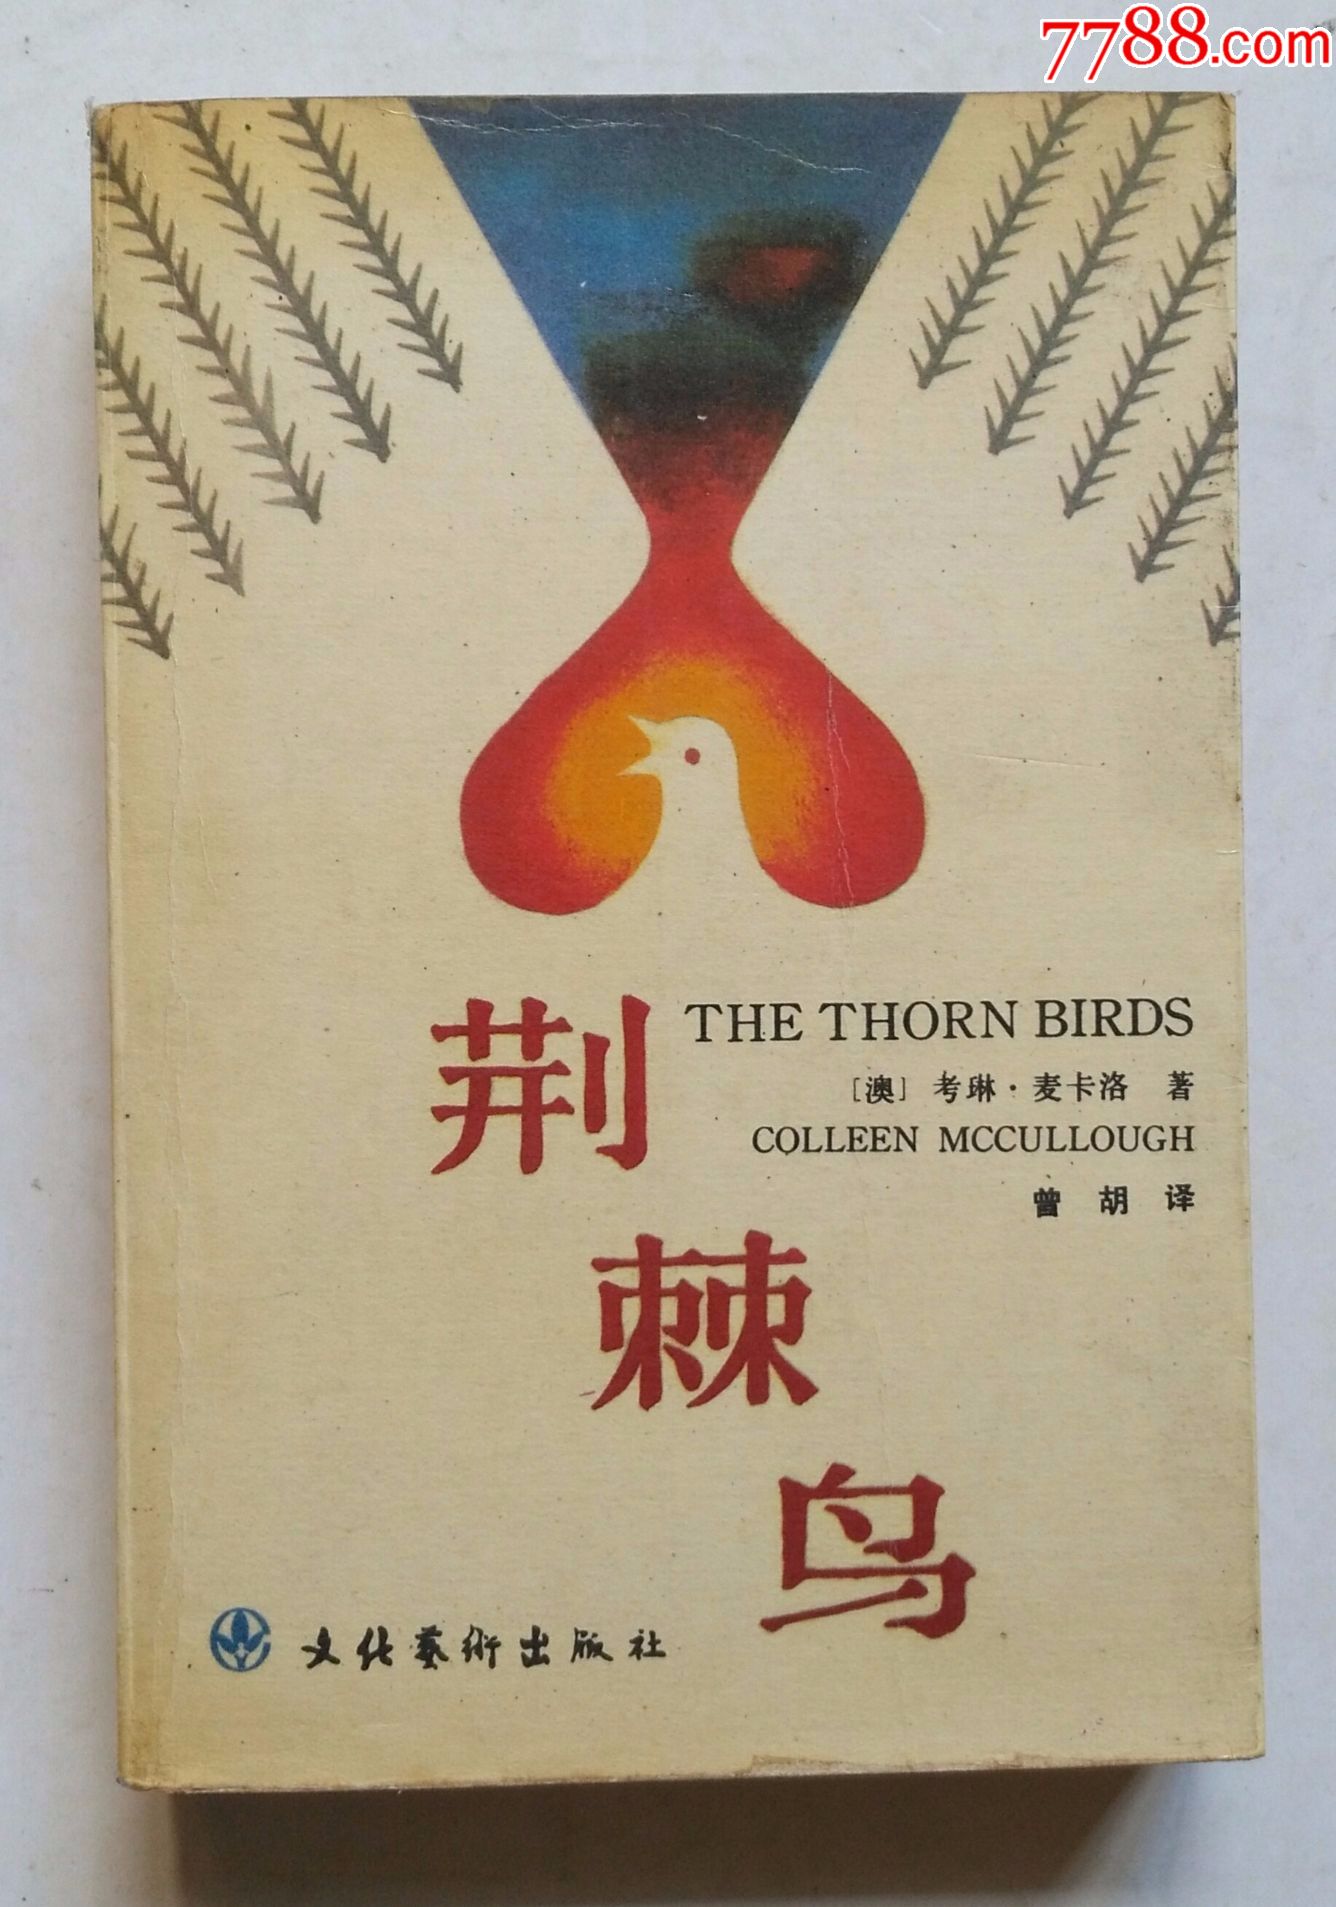 7788.com
THE THORN BIRDS
[澳] 考琳·麦卡洛 著
COLLEEN MCCULLOUGH
曾 胡 译
荆
棘
鸟
文化藝術出版社